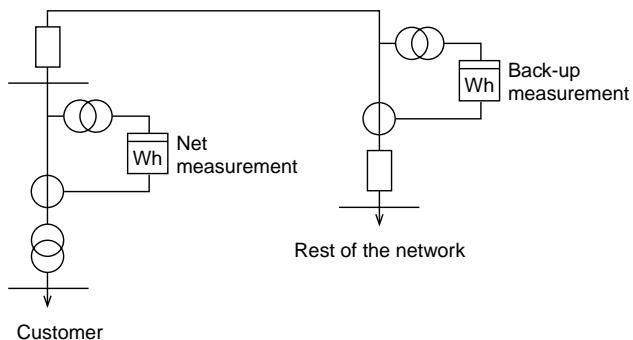 Wh
Back-up
measurement
Wh
Net
measurement
Rest of the network
Customer